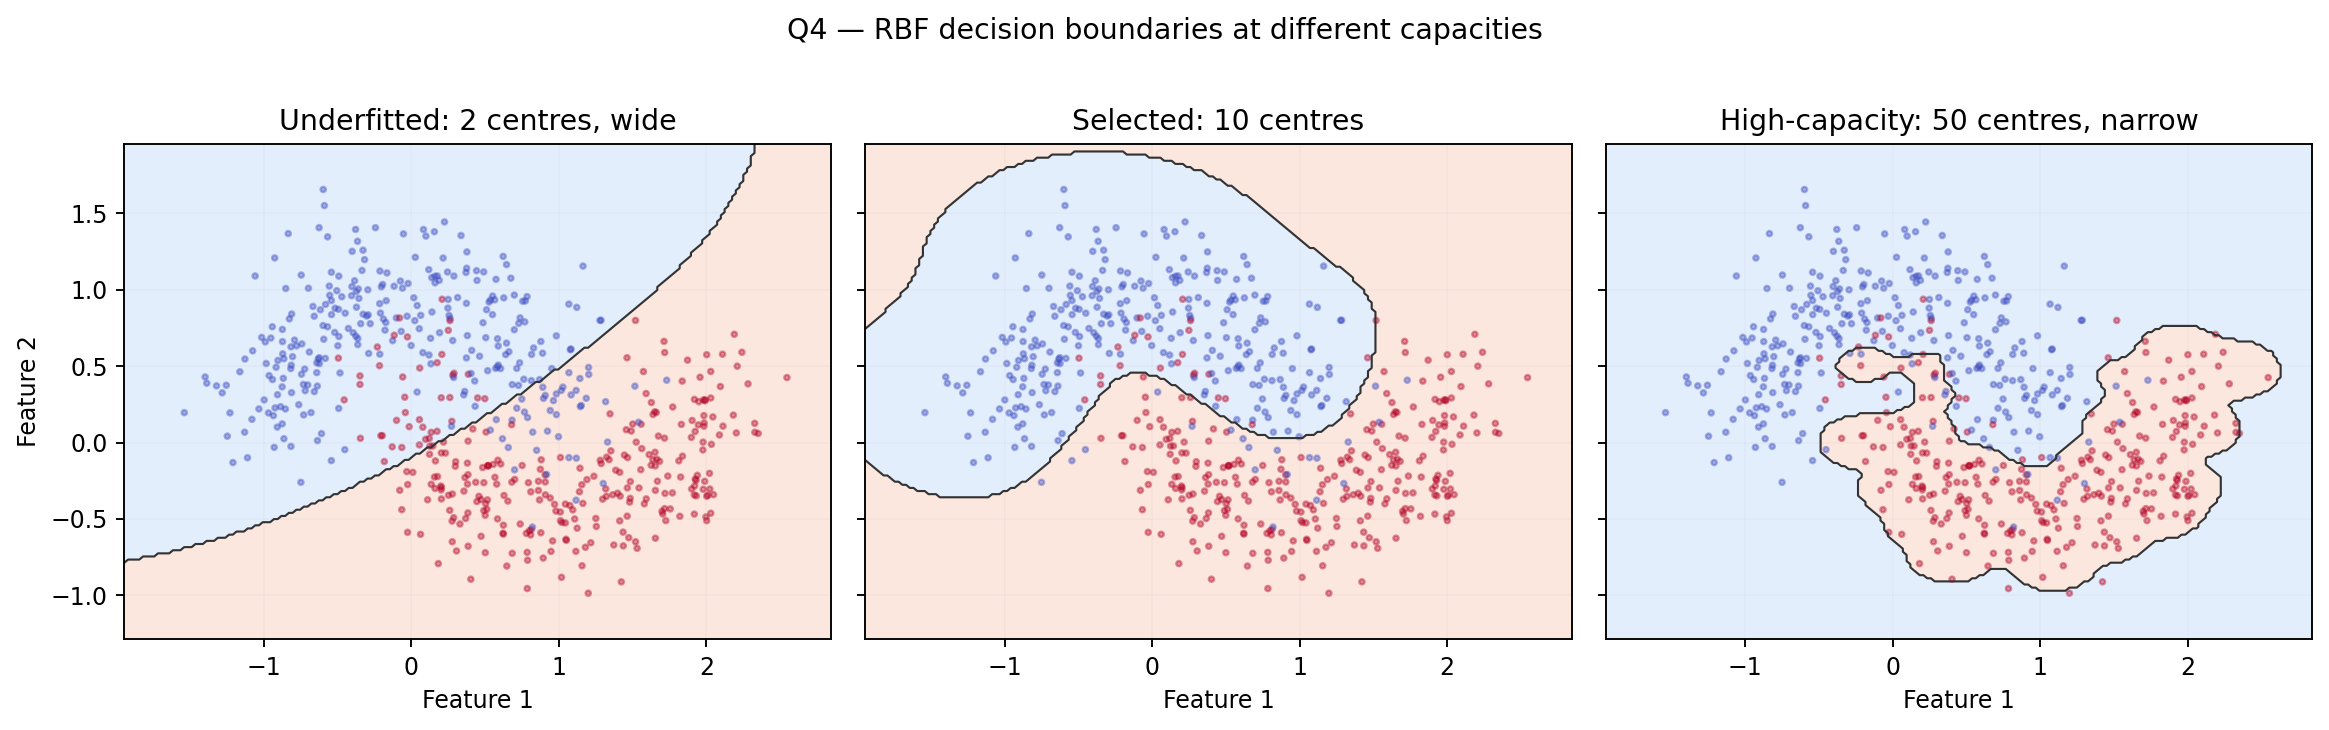 Q4 — RBF decision boundaries at different capacities
Underfitted: 2 centres, wide
Selected: 10 centres
High-capacity: 50 centres, narrow
Feature 2
1.5
1.0
0.5
0.0
−0.5
−1.0
−1 0 1 2
−1 0 1 2
−1 0 1 2
Feature 1
Feature 1
Feature 1